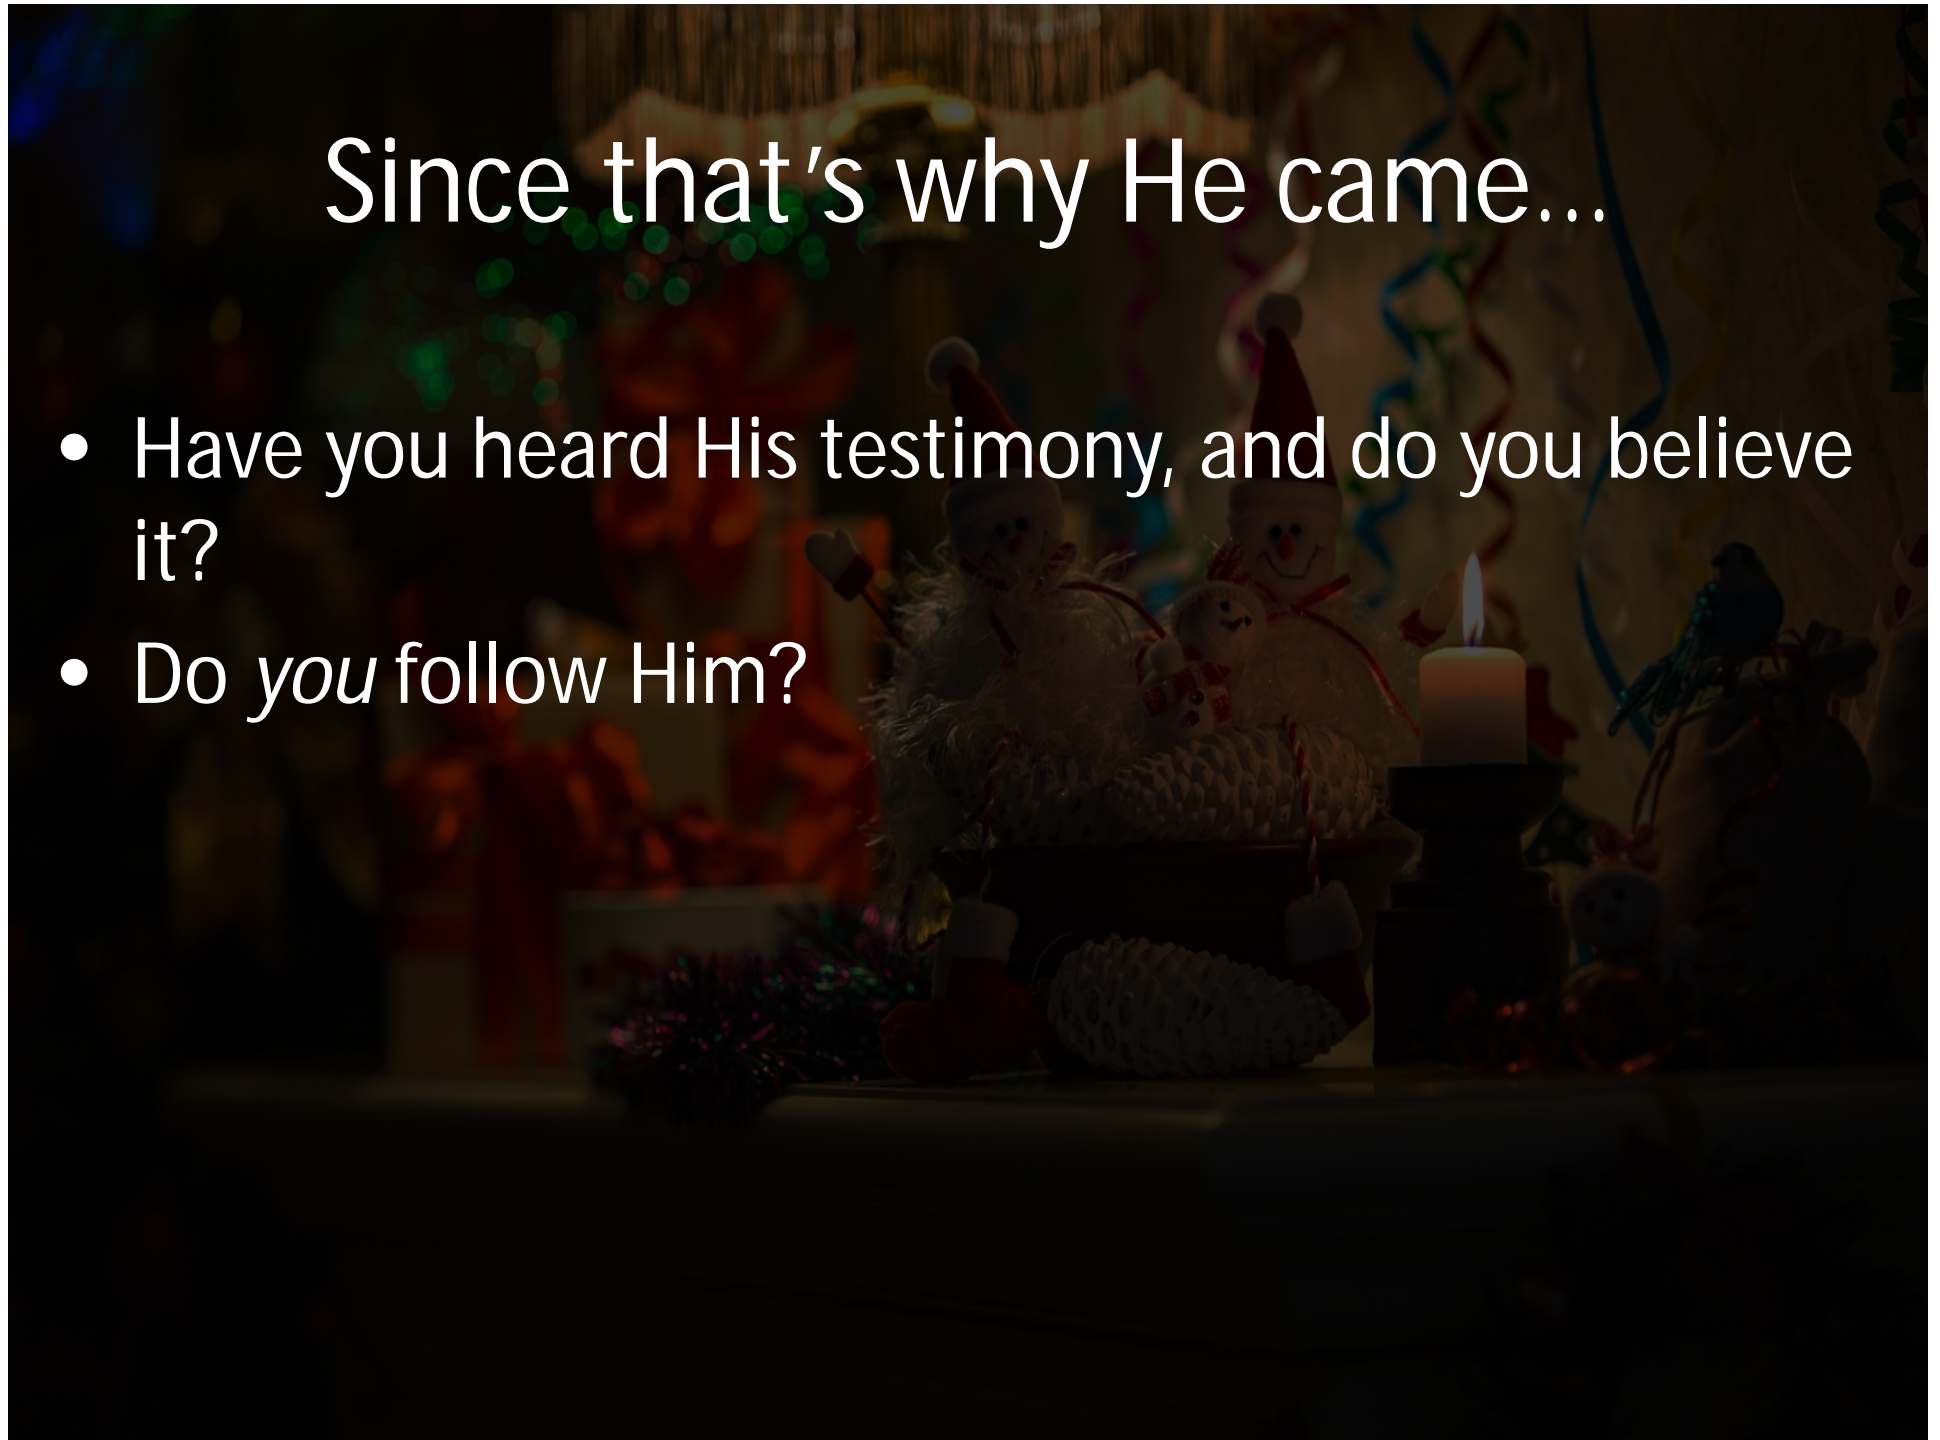 Since that's why He came…
• Have you heard His testimony, and do you believe
it?
• Do you follow Him?